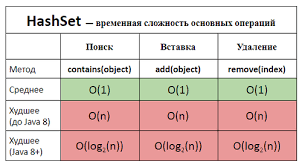 HashSet — временная сложность основных операций
Поиск Вставка Удаление
Метод contains(object) add(object) remove(index)
Среднее O(1) O(1) O(1)
Худшее (до Java 8) O(n) O(n) O(n)
Худшее (Java 8+) O(log₂(n)) O(log₂(n)) O(log₂(n))